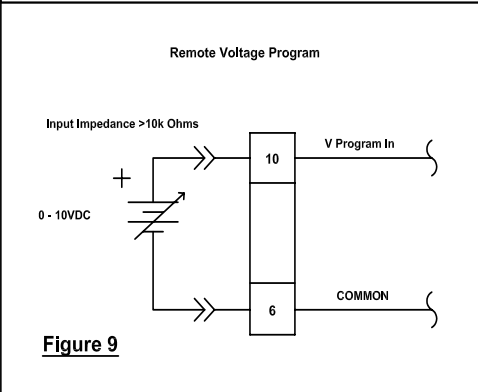 Remote Voltage Program
Input Impedance >10k Ohms
10
V Program In
+
0 - 10VDC
6
COMMON
Figure 9